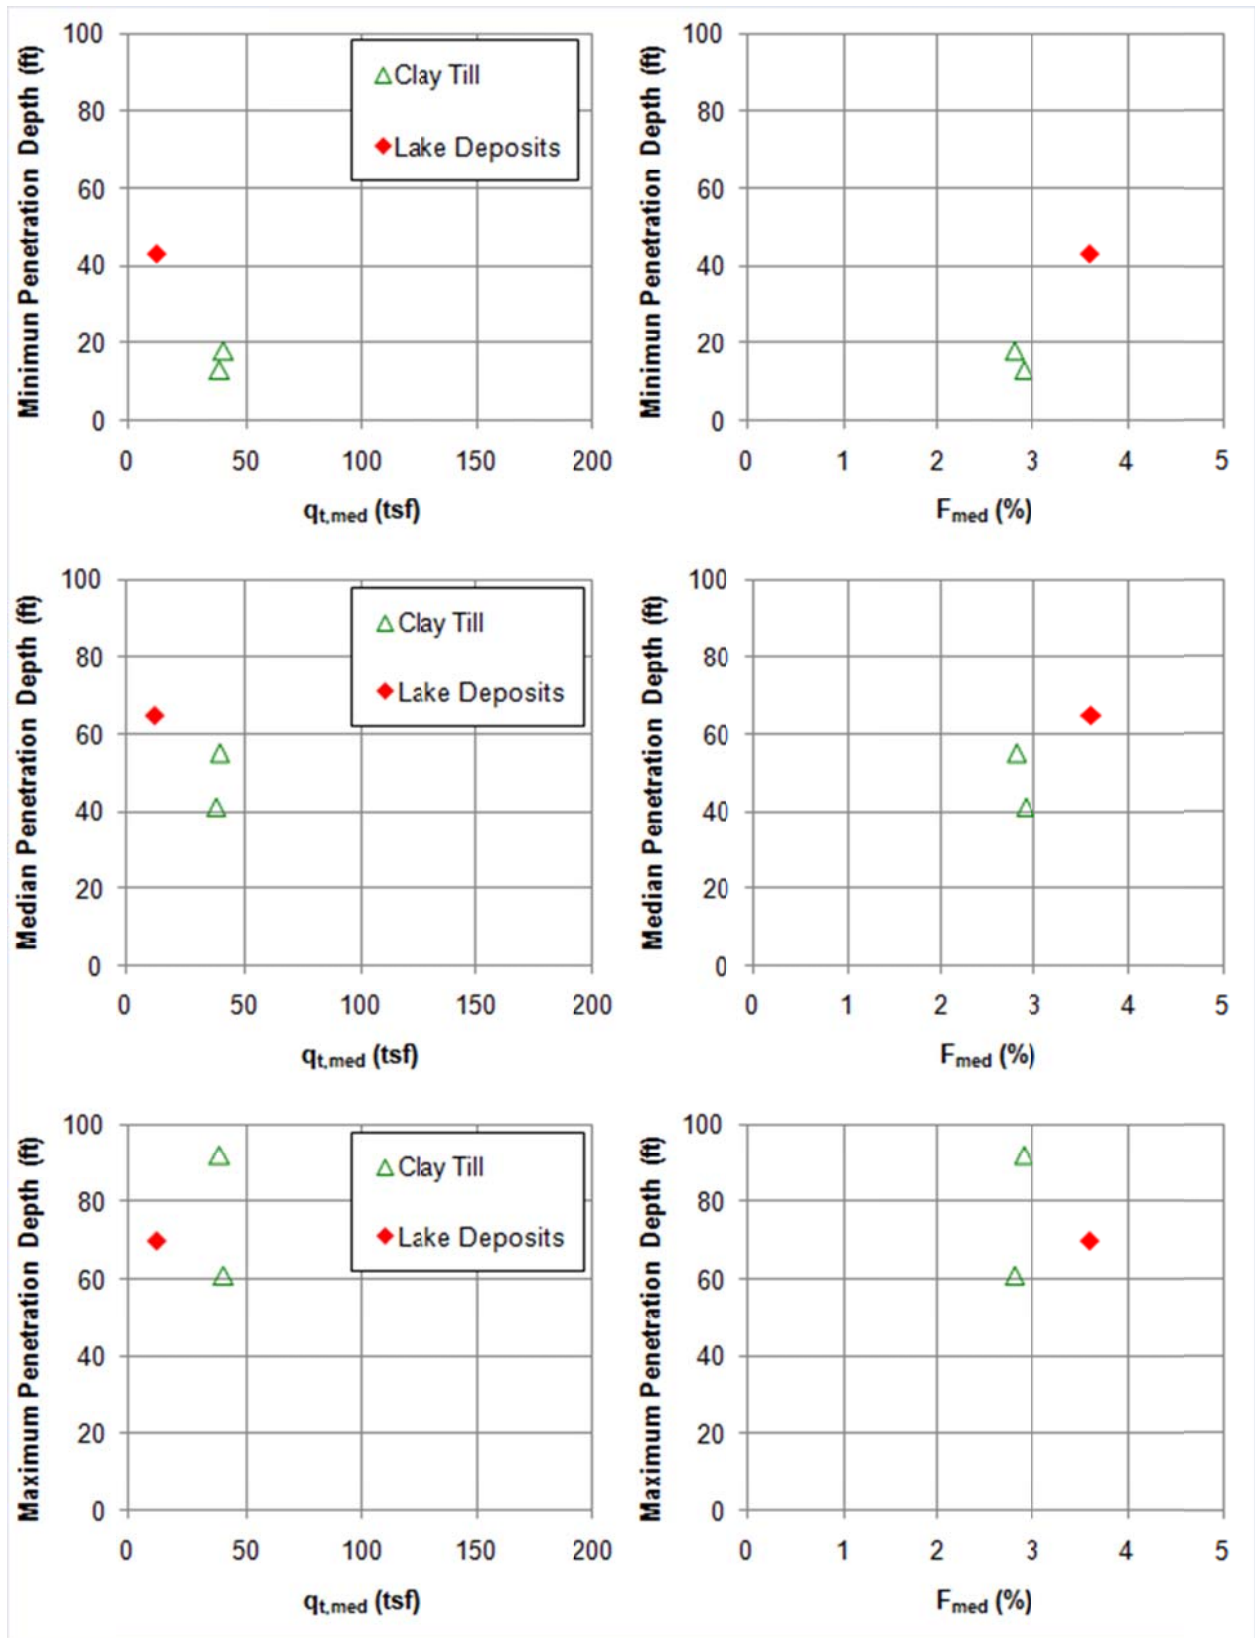 Minimun Penetration Depth (ft)
100
80
60
40
20
0
Clay Till
Lake Deposits
0 50 100 150 200
qt,med (tsf)
Minimun Penetration Depth (ft)
100
80
60
40
20
0
0 1 2 3 4 5
Fmed (%)
Median Penetration Depth (ft)
100
80
60
40
20
0
Clay Till
Lake Deposits
0 50 100 150 200
qt,med (tsf)
Median Penetration Depth (ft)
100
80
60
40
20
0
0 1 2 3 4 5
Fmed (%)
Maximum Penetration Depth (ft)
100
80
60
40
20
0
Clay Till
Lake Deposits
0 50 100 150 200
qt,med (tsf)
Maximum Penetration Depth (ft)
100
80
60
40
20
0
0 1 2 3 4 5
Fmed (%)